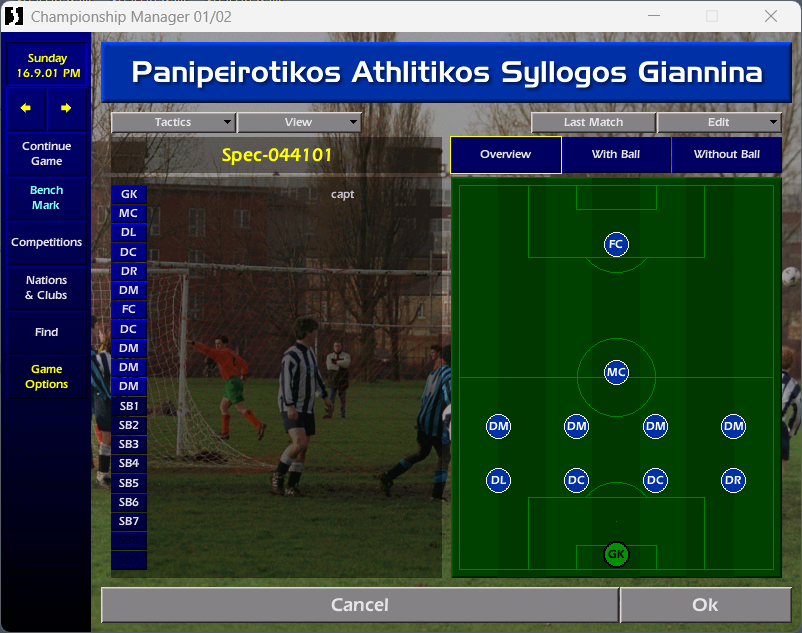 Championship Manager 01/02
Sunday
16.9.01 PM
Continue
Game
Bench
Mark
Competitions
Nations
& Clubs
Find
Game
Options
Panipeirotikos Athlitikos Syllogos Giannina
Tactics
View
Last Match
Edit
Spec-044101
Overview
With Ball
Without Ball
GK capt
MC
DL
DC
DR
DM
FC
DC
DM
DM
DM
SB1
SB2
SB3
SB4
SB5
SB6
SB7
FC
MC
DM DM DM DM
DL DC DC DR
GK
Cancel
Ok